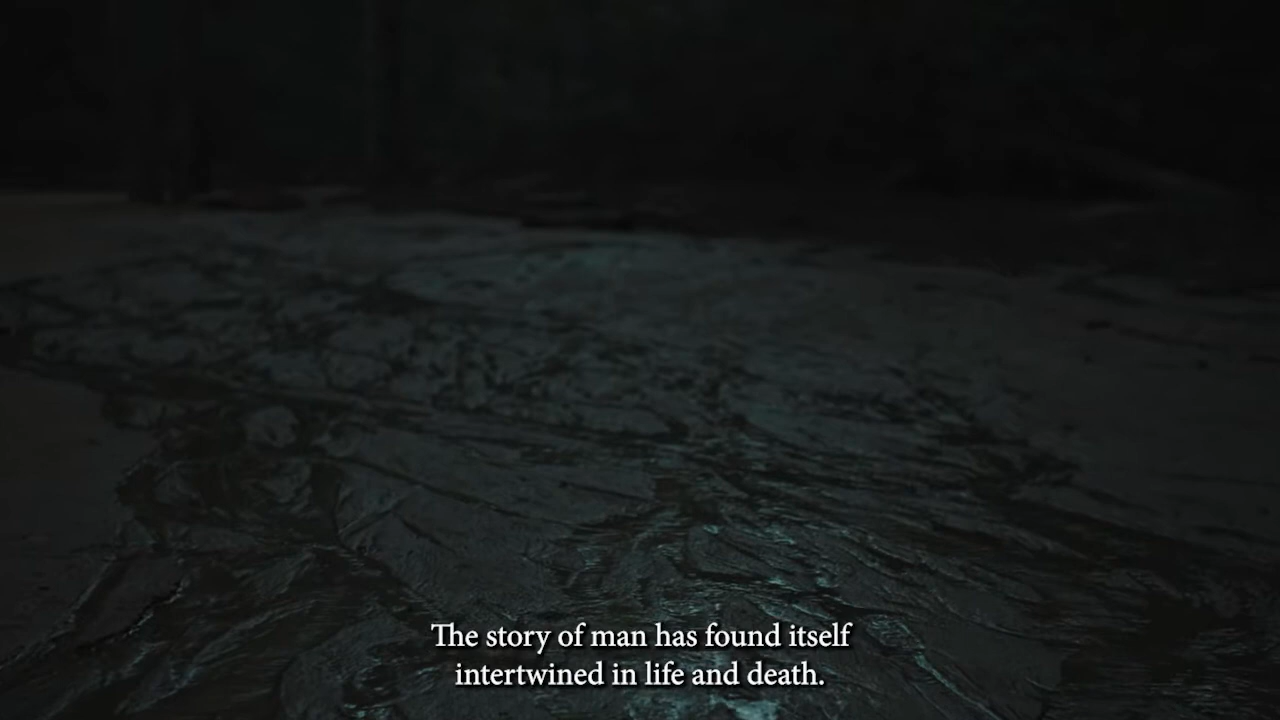 The story of man has found itself
intertwined in life and death.